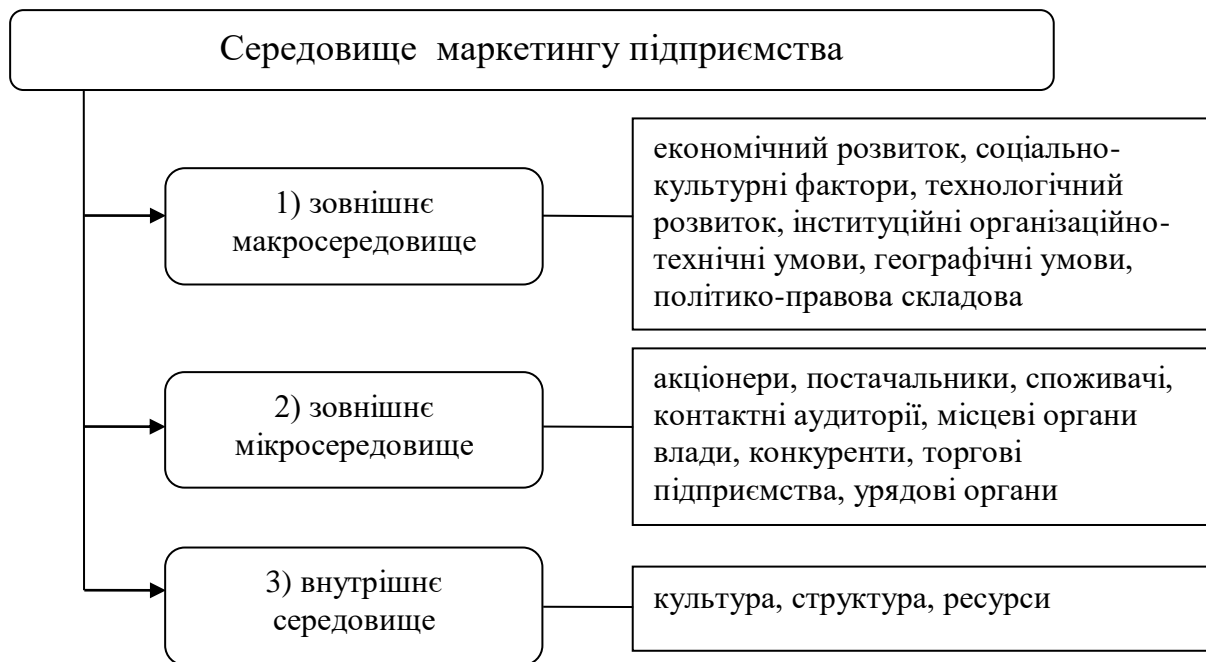 Середовище маркетингу підприємства
1) зовнішнє
макросередовище
економічний розвиток, соціально-
культурні фактори, технологічний
розвиток, інституційні організаційно-
технічні умови, географічні умови,
політико-правова складова
2) зовнішнє
мікросередовище
акціонери, постачальники, споживачі,
контактні аудиторії, місцеві органи
влади, конкуренти, торгові
підприємства, урядові органи
3) внутрішнє
середовище
культура, структура, ресурси